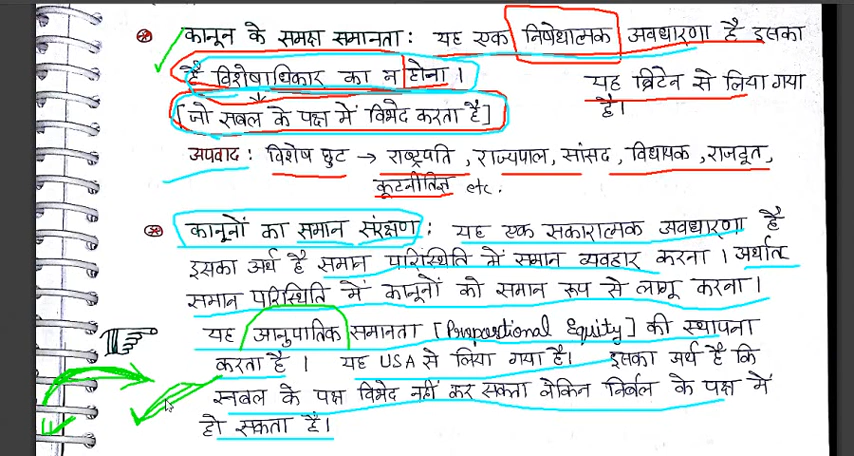 कानून के समक्ष समानता: यह एक निषेधात्मक अवधारणा है इसका
है विशेषाधिकार का न होना।
यह ब्रिटेन से लिया गया
है।
[जो सबल के पक्ष में विभेद करता है]
अपवाद: विशेष छुट → राष्ट्रपति, राज्यपाल, सांसद, विधायक, राजदूत,
कूटनीतिज्ञ etc.
कानूनों का समान संरक्षण: यह एक सकारात्मक अवधारणा है
इसका अर्थ है समान परिस्थिति में समान व्यवहार करना। अर्थात
समान परिस्थिति में कानूनों को समान रूप से लागू करना।
यह आनुपातिक समानता [Propertional Equity] की स्थापना
करता है। यह USA से लिया गया है। इसका अर्थ है कि
सबल के पक्ष विभेद नहीं कर सकता लेकिन निर्बल के पक्ष में
हो सकता है।